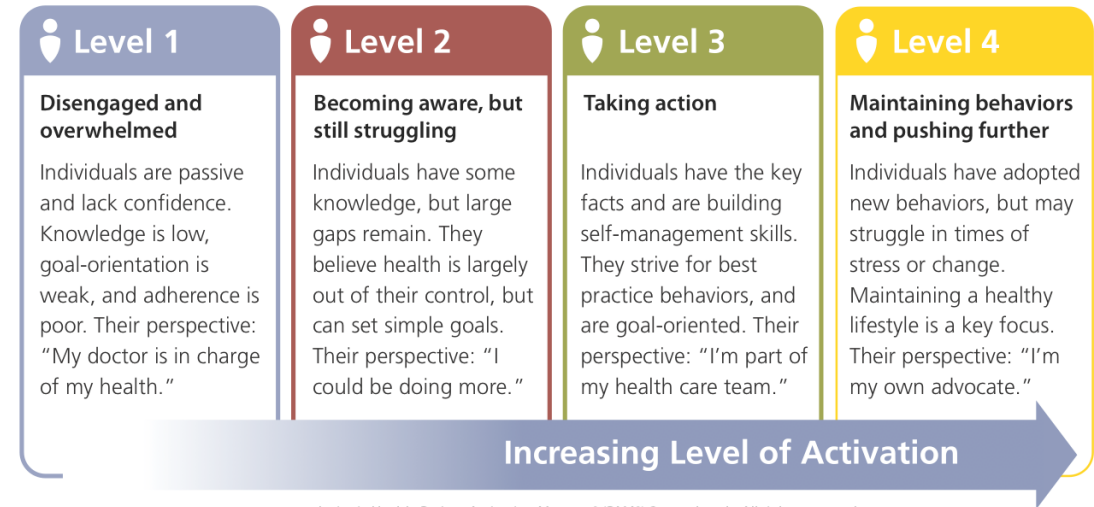 Level 1
Disengaged and
overwhelmed
Individuals are passive
and lack confidence.
Knowledge is low,
goal-orientation is
weak, and adherence is
poor. Their perspective:
“My doctor is in charge
of my health.”
Level 2
Becoming aware, but
still struggling
Individuals have some
knowledge, but large
gaps remain. They
believe health is largely
out of their control, but
can set simple goals.
Their perspective: “I
could be doing more.”
Level 3
Taking action
Individuals have the key
facts and are building
self-management skills.
They strive for best
practice behaviors, and
are goal-oriented. Their
perspective: “I’m part of
my health care team.”
Level 4
Maintaining behaviors
and pushing further
Individuals have adopted
new behaviors, but may
struggle in times of
stress or change.
Maintaining a healthy
lifestyle is a key focus.
Their perspective: “I’m
my own advocate.”
Increasing Level of Activation